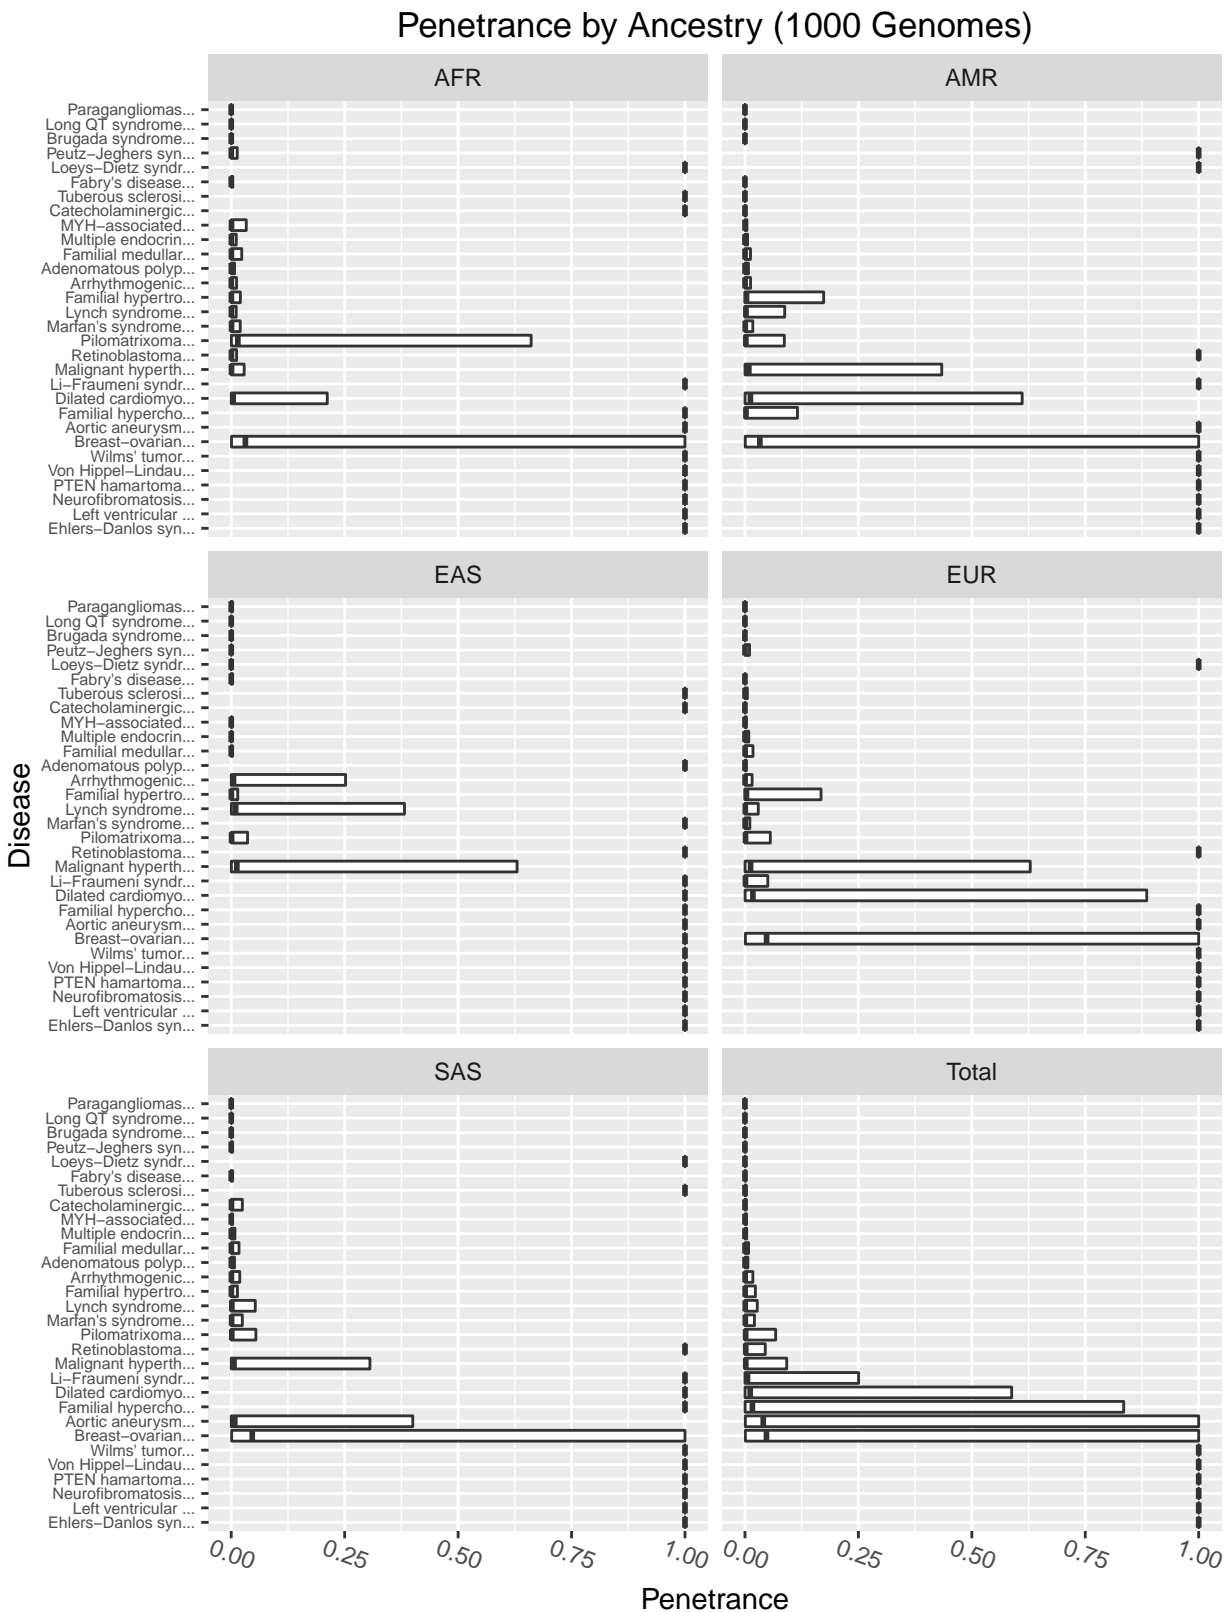 Penetrance by Ancestry (1000 Genomes)
AFR
AMR
Paragangliomas...
Long QT syndrome...
Brugada syndrome...
Peutz−Jeghers syn...
Loeys−Dietz syndr...
Fabry's disease...
Tuberous sclerosi...
Catecholaminergic...
MYH−associated...
Multiple endocrin...
Familial medullar...
Adenomatous polyp...
Arrhythmogenic...
Familial hypertro...
Lynch syndrome...
Marfan's syndrome...
Pilomatrixoma...
Retinoblastoma...
Malignant hyperth...
Li−Fraumeni syndr...
Dilated cardiomyo...
Familial hypercho...
Aortic aneurysm...
Breast−ovarian...
Wilms' tumor...
Von Hippel−Lindau...
PTEN hamartoma...
Neurofibromatosis...
Left ventricular ...
Ehlers−Danlos syn...
EAS
EUR
Paragangliomas...
Long QT syndrome...
Brugada syndrome...
Peutz−Jeghers syn...
Loeys−Dietz syndr...
Fabry's disease...
Tuberous sclerosi...
Catecholaminergic...
MYH−associated...
Multiple endocrin...
Familial medullar...
Adenomatous polyp...
Arrhythmogenic...
Familial hypertro...
Lynch syndrome...
Marfan's syndrome...
Pilomatrixoma...
Retinoblastoma...
Malignant hyperth...
Li−Fraumeni syndr...
Dilated cardiomyo...
Familial hypercho...
Aortic aneurysm...
Breast−ovarian...
Wilms' tumor...
Von Hippel−Lindau...
PTEN hamartoma...
Neurofibromatosis...
Left ventricular ...
Ehlers−Danlos syn...
Disease
SAS
Total
Paragangliomas...
Long QT syndrome...
Brugada syndrome...
Peutz−Jeghers syn...
Loeys−Dietz syndr...
Fabry's disease...
Tuberous sclerosi...
Catecholaminergic...
MYH−associated...
Multiple endocrin...
Familial medullar...
Adenomatous polyp...
Arrhythmogenic...
Familial hypertro...
Lynch syndrome...
Marfan's syndrome...
Pilomatrixoma...
Retinoblastoma...
Malignant hyperth...
Li−Fraumeni syndr...
Dilated cardiomyo...
Familial hypercho...
Aortic aneurysm...
Breast−ovarian...
Wilms' tumor...
Von Hippel−Lindau...
PTEN hamartoma...
Neurofibromatosis...
Left ventricular ...
Ehlers−Danlos syn...
0.00 0.25 0.50 0.75 1.00 0.00 0.25 0.50 0.75 1.00
Penetrance